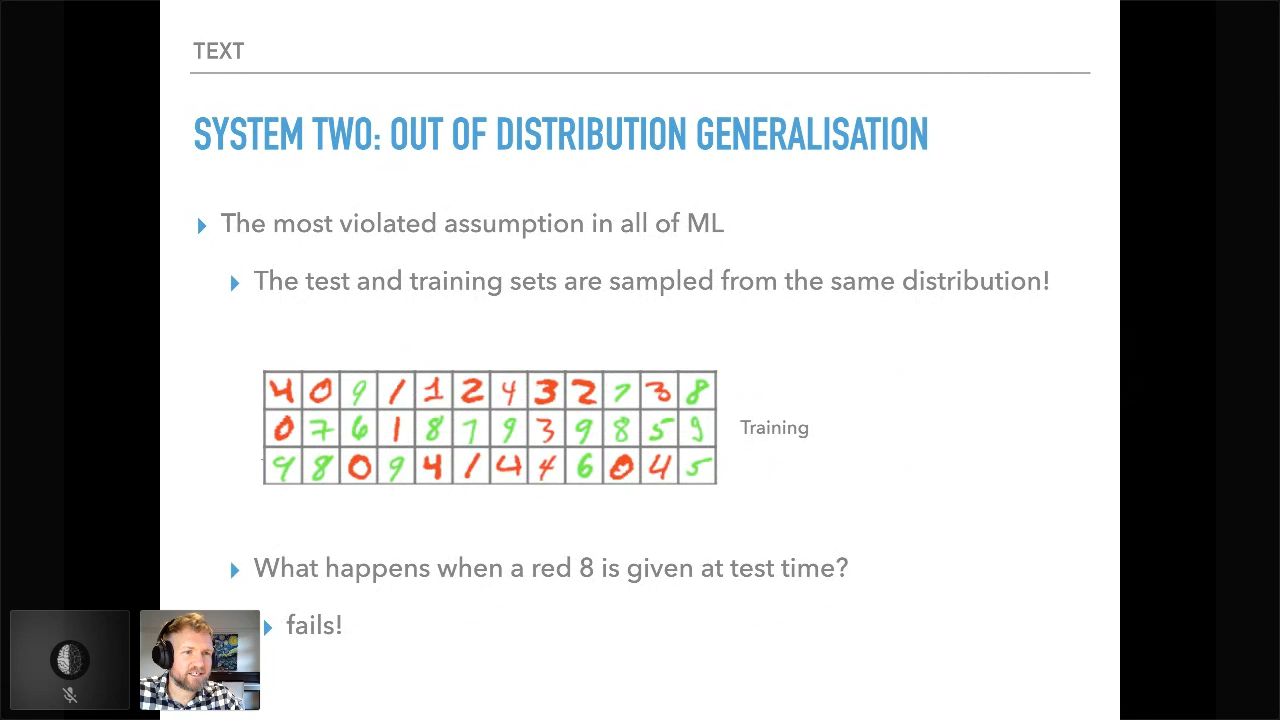 TEXT
SYSTEM TWO: OUT OF DISTRIBUTION GENERALISATION
The most violated assumption in all of ML
The test and training sets are sampled from the same distribution!
4 0 9 1 1 2 4 3 2 7 3 8
0 7 6 1 8 7 9 3 9 8 5 9
9 8 0 9 4 1 4 4 6 0 4 5
Training
What happens when a red 8 is given at test time?
fails!